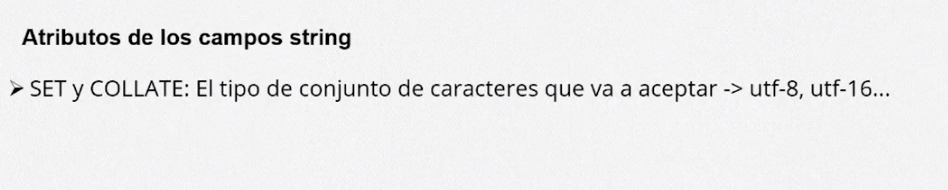 Atributos de los campos string
➢ SET y COLLATE: El tipo de conjunto de caracteres que va a aceptar -> utf-8, utf-16...